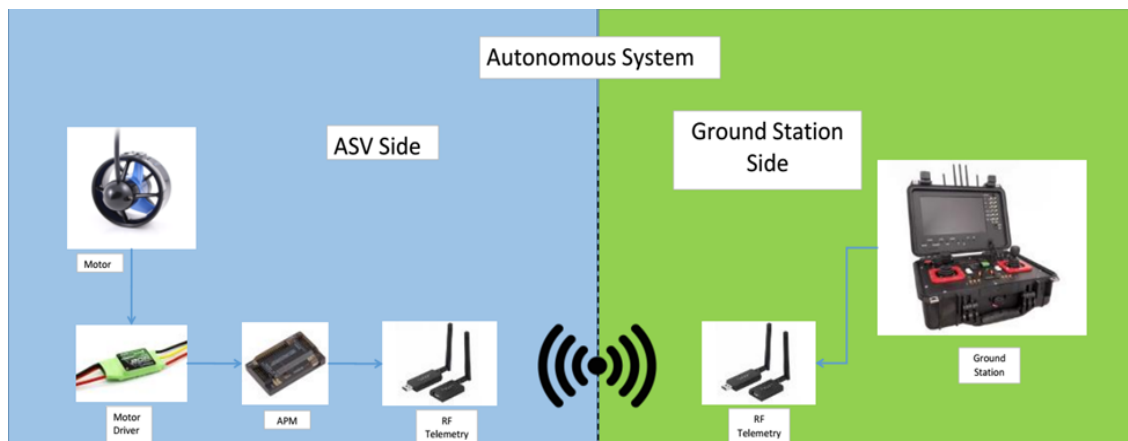 Autonomous System
ASV Side
Ground Station
Side
Motor
Motor
Driver
APM
RF
Telemetry
RF
Telemetry
Ground
Station